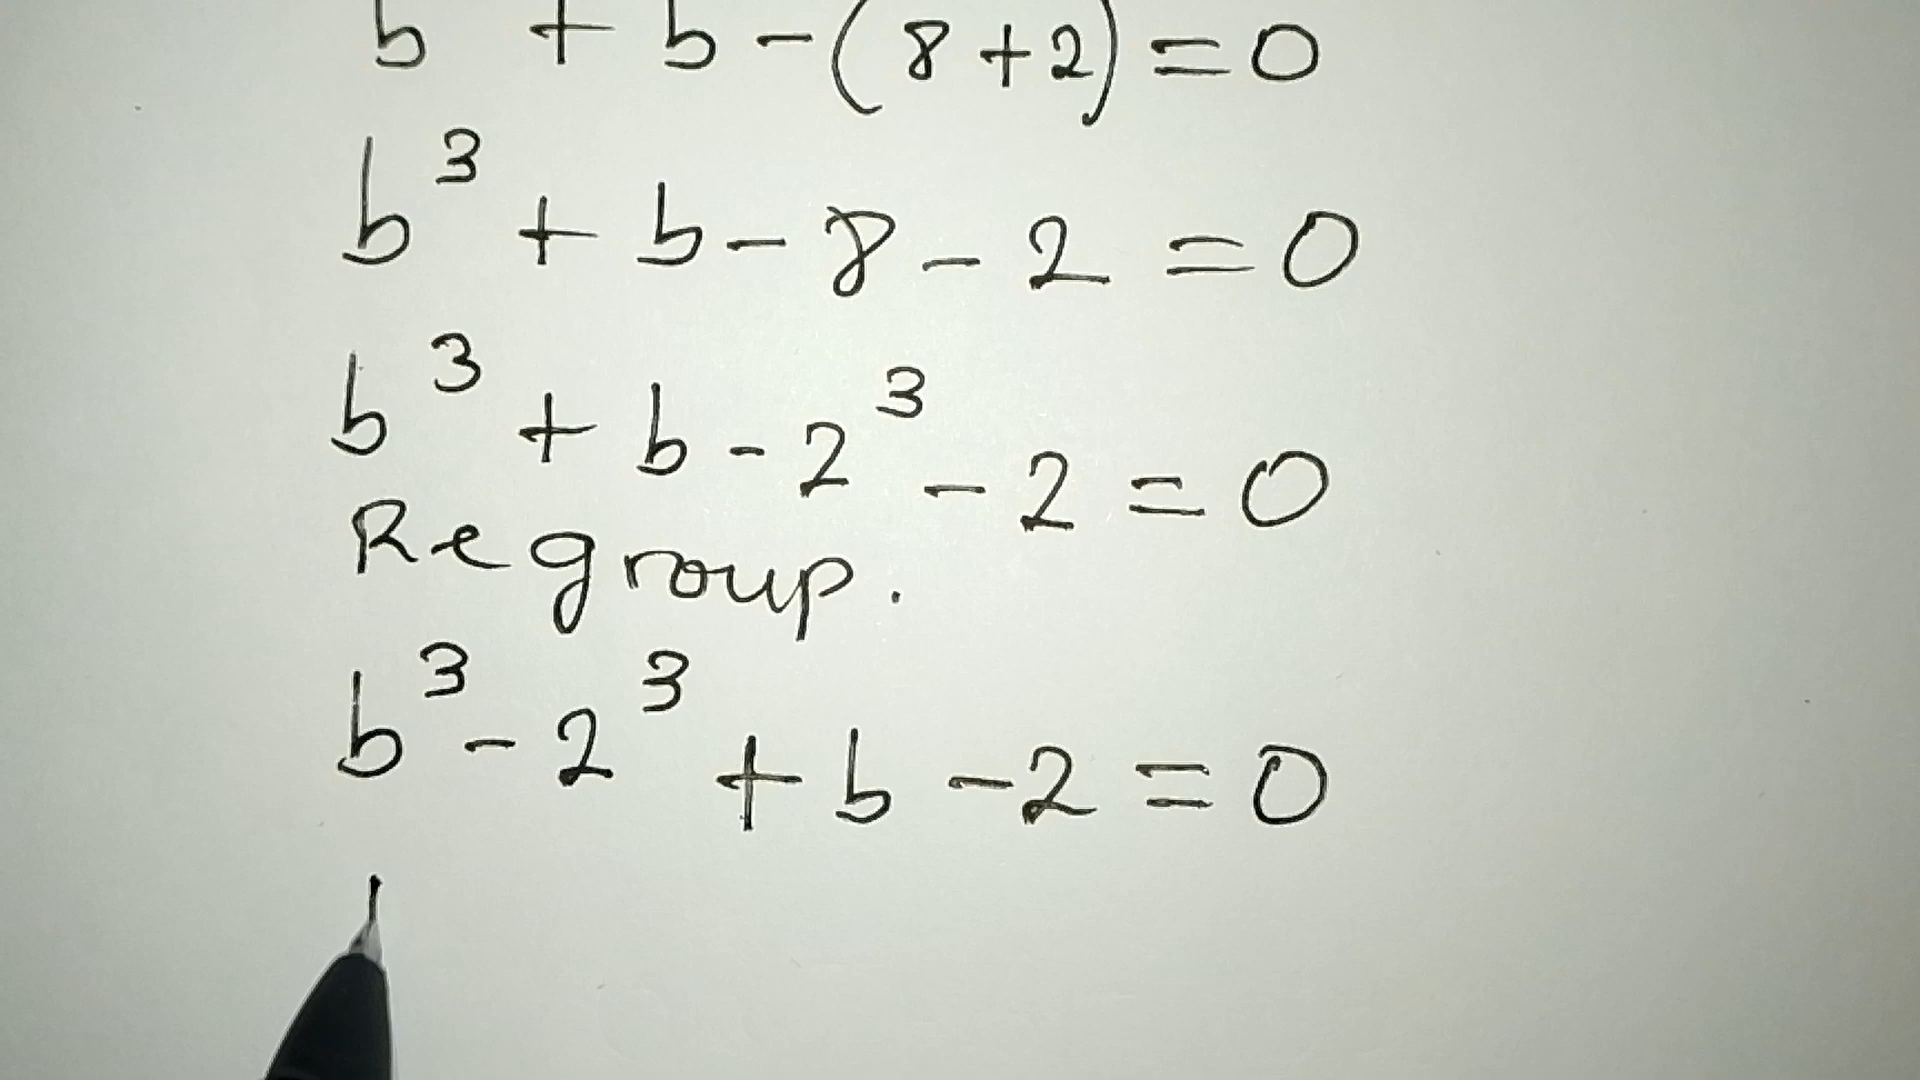 b + b - (8 + 2) = 0
b³ + b - 8 - 2 = 0
b³ + b - 2³ - 2 = 0
Regroup.
b³ - 2³ + b - 2 = 0